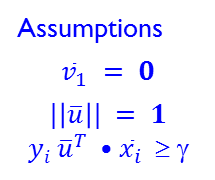 Assumptions
v̄₁ = 0
||ū|| = 1
yᵢ ūᵀ • x̄ᵢ ≥ γ